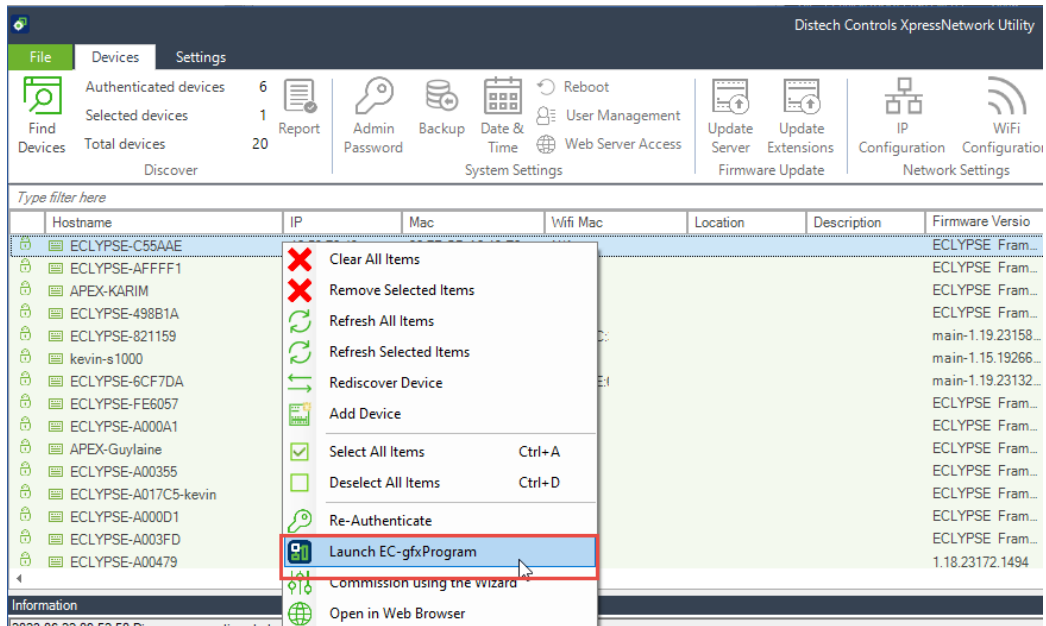 Distech Controls XpressNetwork Utility
File Devices Settings
Authenticated devices 6
Selected devices 1
Total devices 20
Find Devices
Report
Discover
Admin Password
Backup
Date & Time
Reboot
User Management
Web Server Access
System Settings
Update Server
Update Extensions
Firmware Update
IP Configuration
WiFi Configuration
Network Settings
Type filter here
Hostname IP Mac Wifi Mac Location Description Firmware Versio
ECLYPSE-C55AAE ECLYPSE Fram...
ECLYPSE-AFFFF1 ECLYPSE Fram...
APEX-KARIM ECLYPSE Fram...
ECLYPSE-498B1A ECLYPSE Fram...
ECLYPSE-821159 main-1.19.23158...
kevin-s1000 main-1.15.19266...
ECLYPSE-6CF7DA main-1.19.23132...
ECLYPSE-FE6057 ECLYPSE Fram...
ECLYPSE-A000A1 ECLYPSE Fram...
APEX-Guylaine ECLYPSE Fram...
ECLYPSE-A00355 ECLYPSE Fram...
ECLYPSE-A017C5-kevin ECLYPSE Fram...
ECLYPSE-A000D1 ECLYPSE Fram...
ECLYPSE-A003FD ECLYPSE Fram...
ECLYPSE-A00479 1.18.23172.1494
Clear All Items
Remove Selected Items
Refresh All Items
Refresh Selected Items
Rediscover Device
Add Device
Select All Items Ctrl+A
Deselect All Items Ctrl+D
Re-Authenticate
Launch EC-gfxProgram
Commission using the Wizard
Open in Web Browser
Information